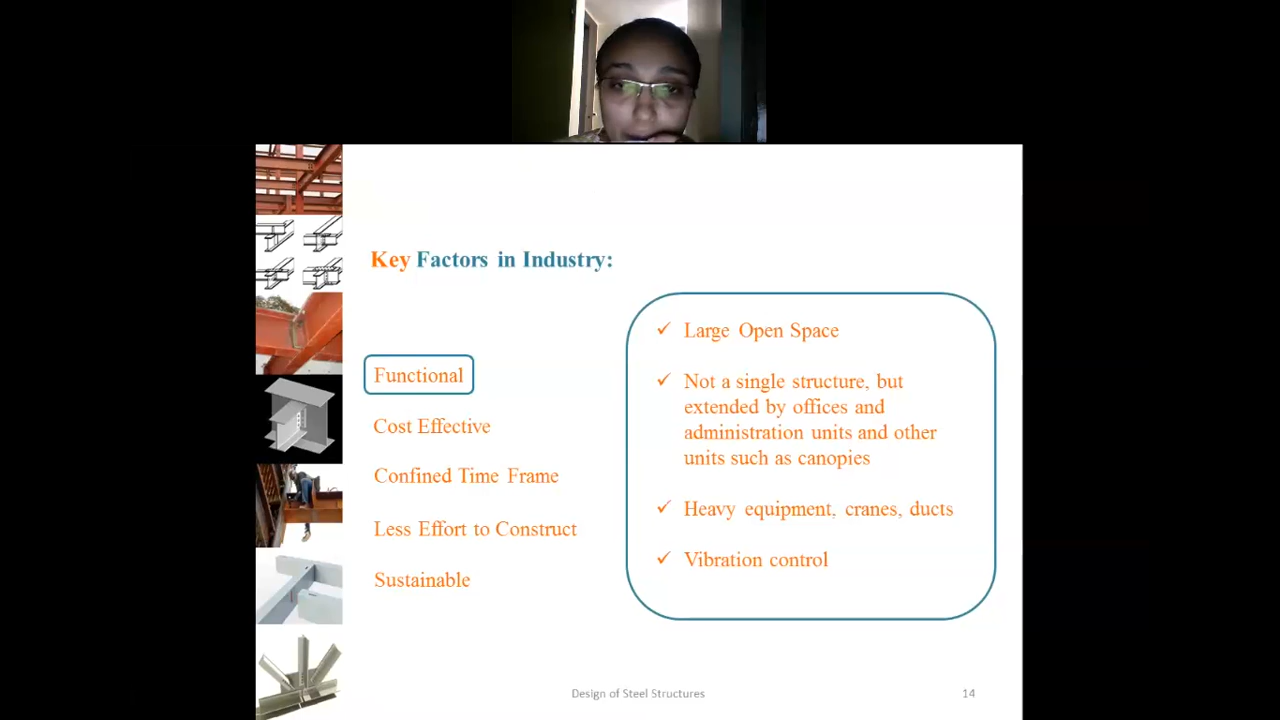 Key Factors in Industry:
Functional
Cost Effective
Confined Time Frame
Less Effort to Construct
Sustainable
✓ Large Open Space
✓ Not a single structure, but
extended by offices and
administration units and other
units such as canopies
✓ Heavy equipment, cranes, ducts
✓ Vibration control
Design of Steel Structures
14